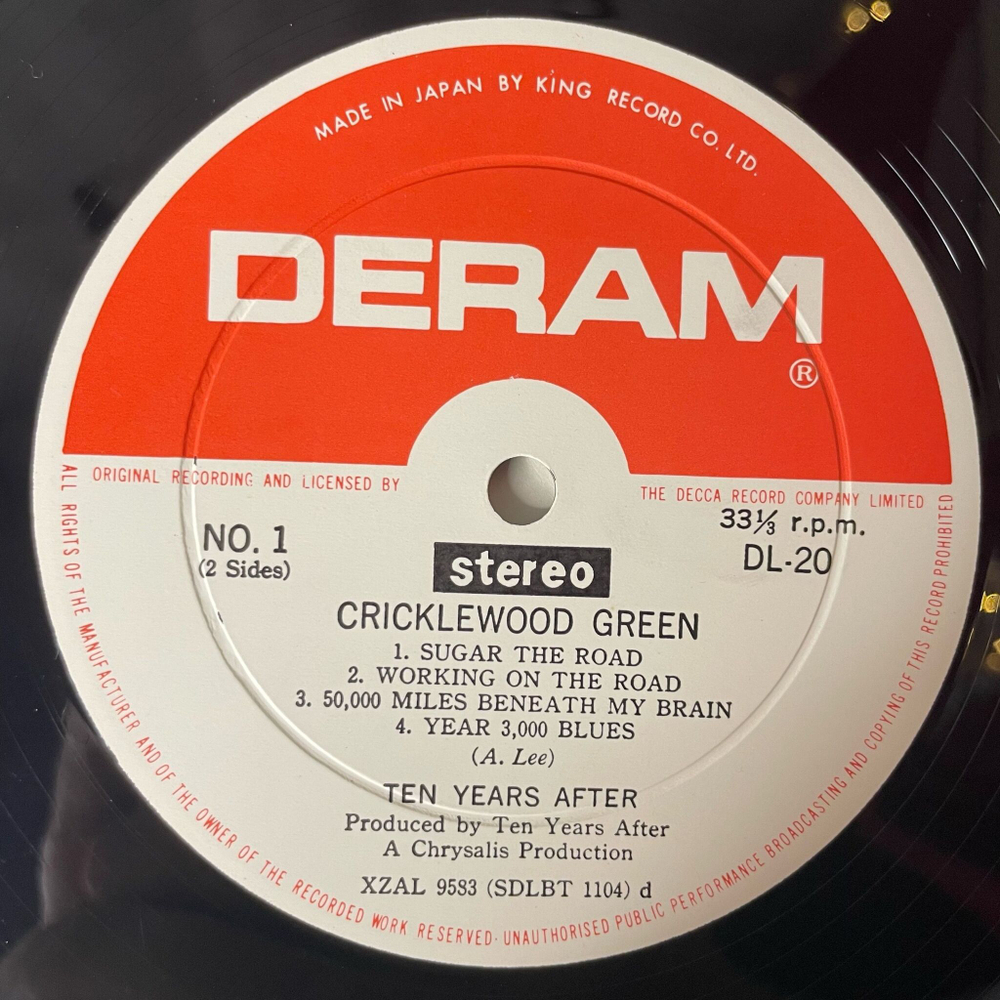 MADE IN JAPAN BY KING RECORD CO. LTD.
DERAM
®
ORIGINAL RECORDING AND LICENSED BY THE DECCA RECORD COMPANY LIMITED
33⅓ r.p.m.
NO. 1
DL-20
(2 Sides)
stereo
CRICKLEWOOD GREEN
1. SUGAR THE ROAD
2. WORKING ON THE ROAD
3. 50,000 MILES BENEATH MY BRAIN
4. YEAR 3,000 BLUES
(A. Lee)
TEN YEARS AFTER
Produced by Ten Years After
A Chrysalis Production
XZAL 9583 (SDLBT 1104) d
ALL RIGHTS OF THE MANUFACTURER AND OF THE OWNER OF THE RECORDED WORK RESERVED· UNAUTHORISED PUBLIC PERFORMANCE BROADCASTING AND COPYING OF THIS RECORD PROHIBITED